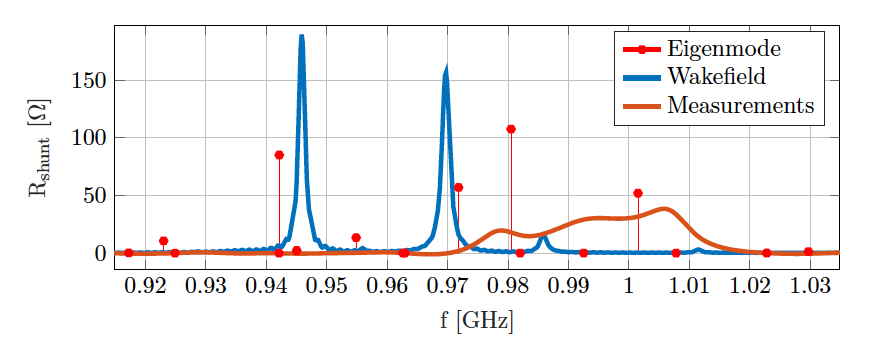 Eigenmode
Wakefield
Measurements
R_shunt [Ω]
150
100
50
0
0.92 0.93 0.94 0.95 0.96 0.97 0.98 0.99 1 1.01 1.02 1.03
f [GHz]